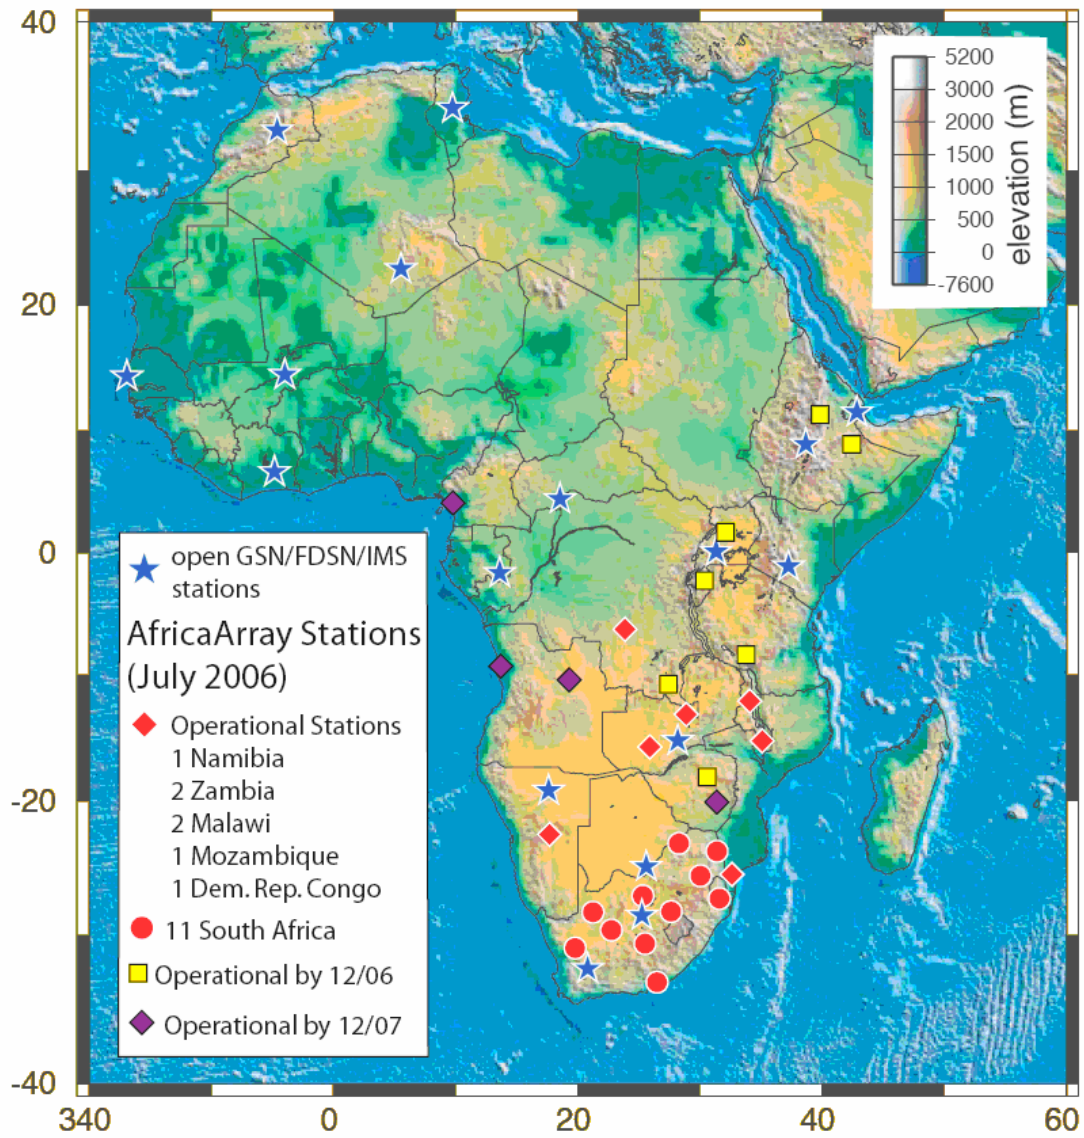 40
20
0
-20
-40
340
0
20
40
60
5200
3000
2000
1500
1000
500
0
-7600
elevation (m)
open GSN/FDSN/IMS
stations
AfricaArray Stations
(July 2006)
Operational Stations
1 Namibia
2 Zambia
2 Malawi
1 Mozambique
1 Dem. Rep. Congo
11 South Africa
Operational by 12/06
Operational by 12/07